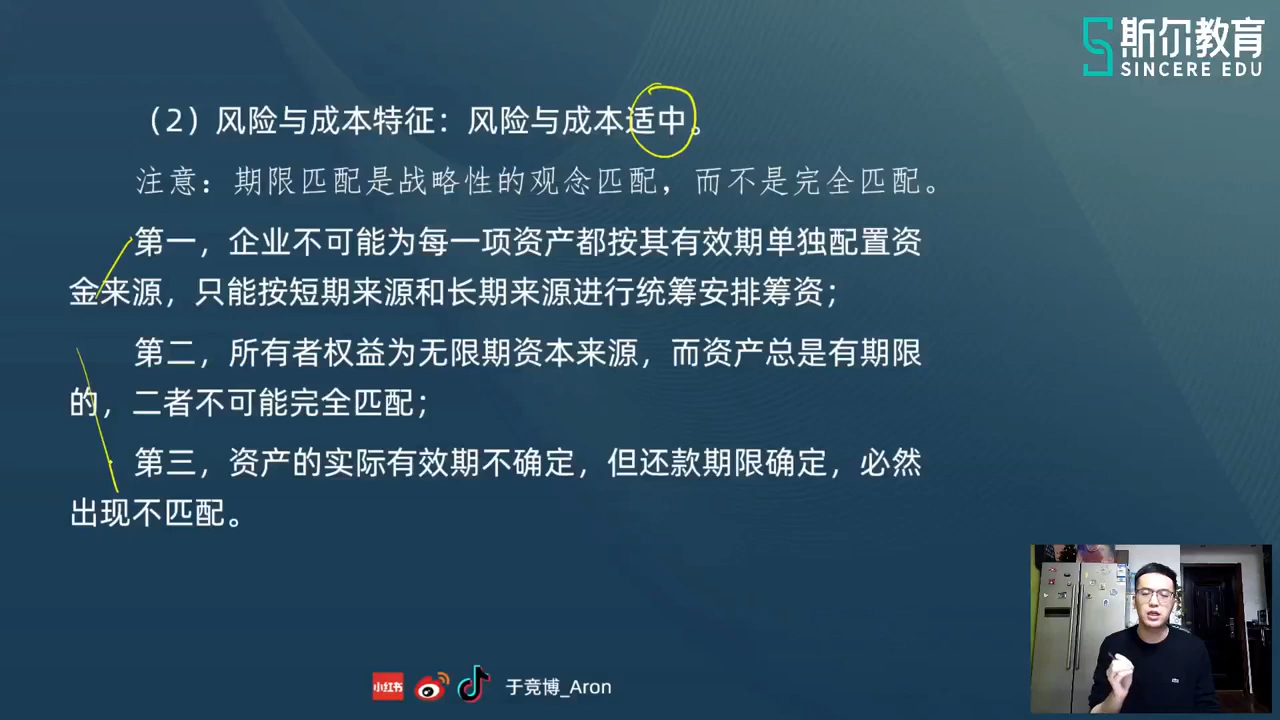 斯尔教育
SINCERE EDU
（2）风险与成本特征：风险与成本适中。
注意：期限匹配是战略性的观念匹配，而不是完全匹配。
第一，企业不可能为每一项资产都按其有效期单独配置资
金来源，只能按短期来源和长期来源进行统筹安排筹资；
第二，所有者权益为无限期资本来源，而资产总是有期限
的，二者不可能完全匹配；
第三，资产的实际有效期不确定，但还款期限确定，必然
出现不匹配。
小红书
于竞博_Aron